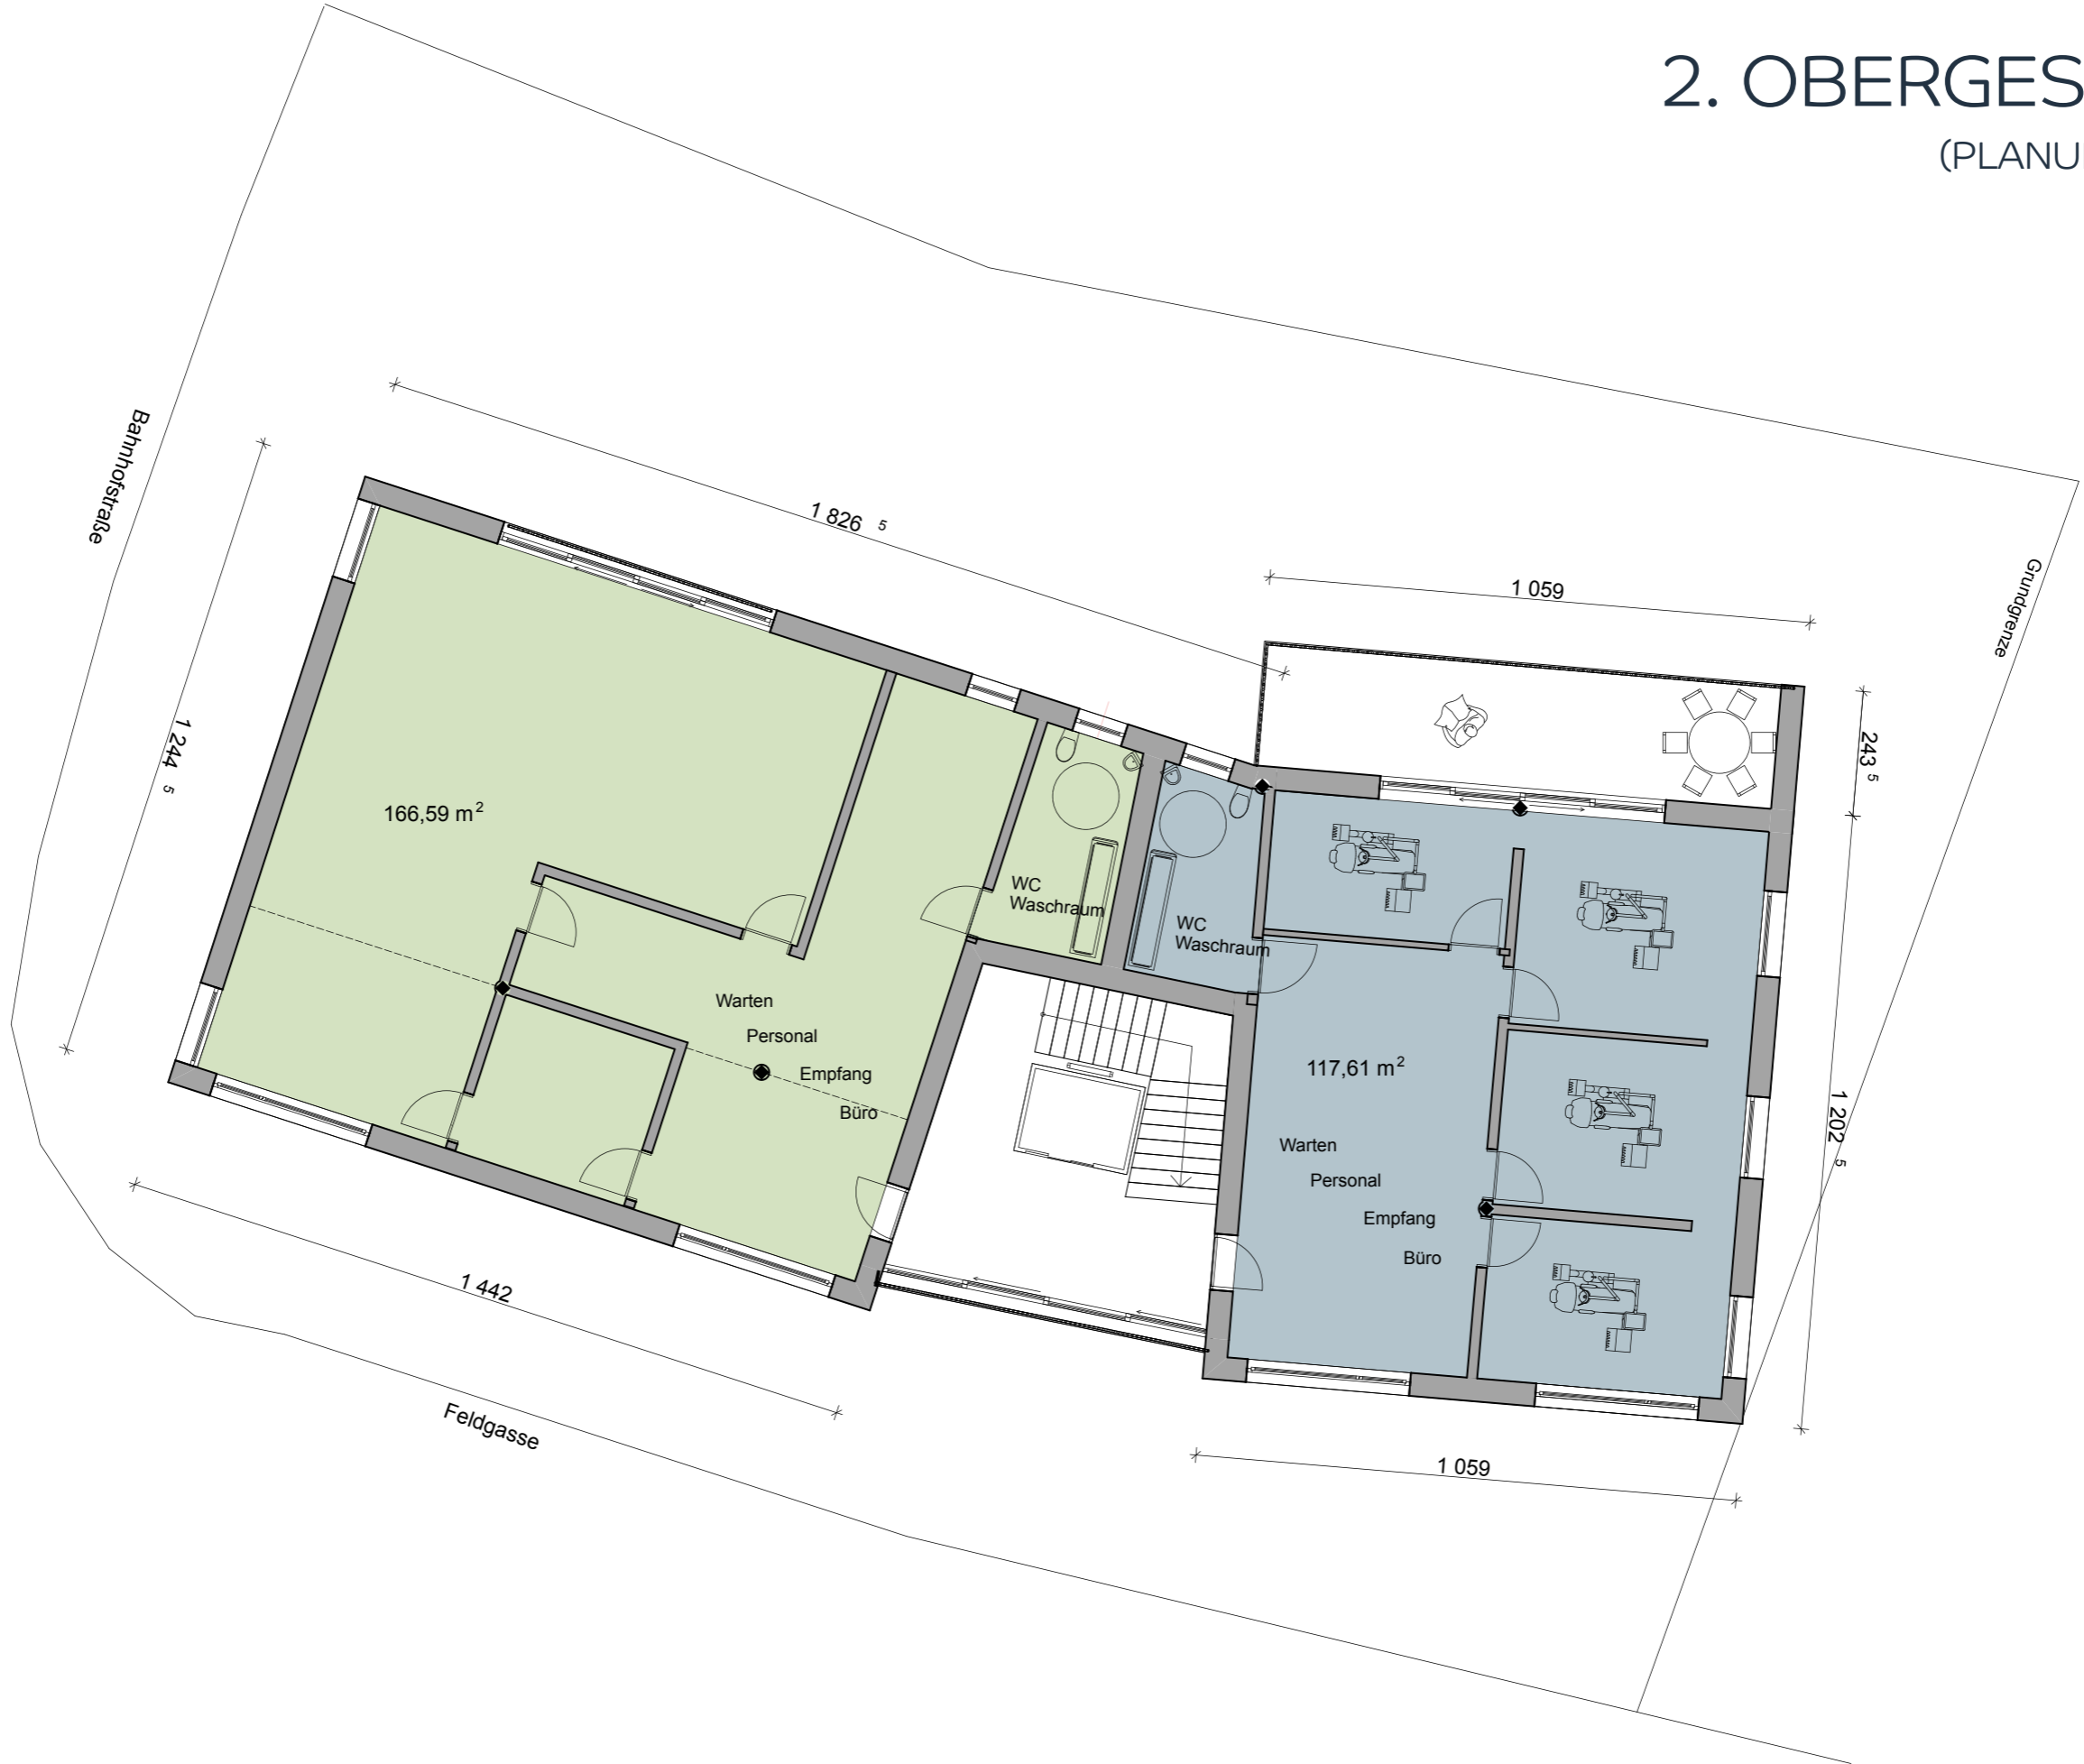 2. OBERGES
(PLANU
Bahnhofstraße
1 826 5
1 059
Grundgrenze
1 244 5
243 5
166,59 m²
WC
Waschraum
WC
Waschraum
Warten
Personal
Empfang
Büro
117,61 m²
Warten
Personal
Empfang
Büro
1 202 5
1 442
Feldgasse
1 059